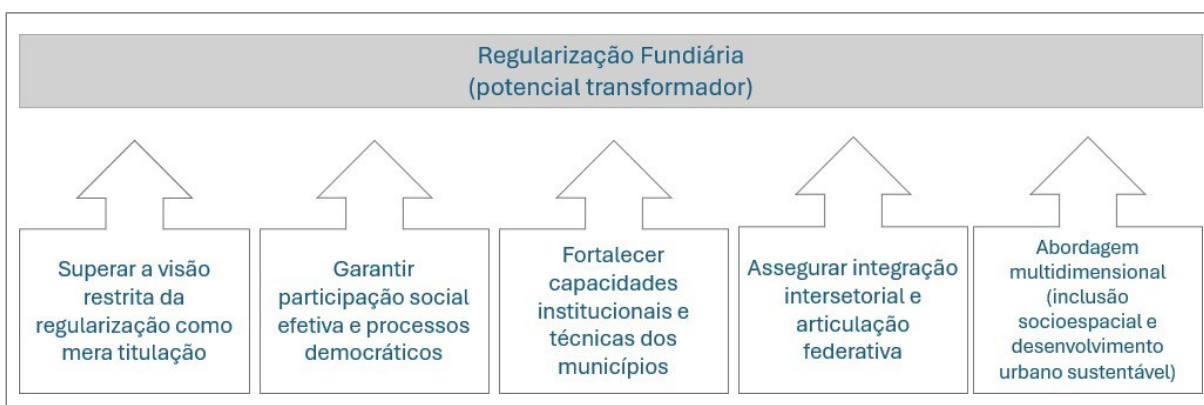 Regularização Fundiária
(potencial transformador)
Superar a visão
restrita da
regularização como
mera titulação
Garantir
participação social
efetiva e processos
democráticos
Fortalecer
capacidades
institucionais e
técnicas dos
municípios
Assegurar integração
intersetorial e
articulação
federativa
Abordagem
multidimensional
(inclusão
socioespacial e
desenvolvimento
urbano sustentável)